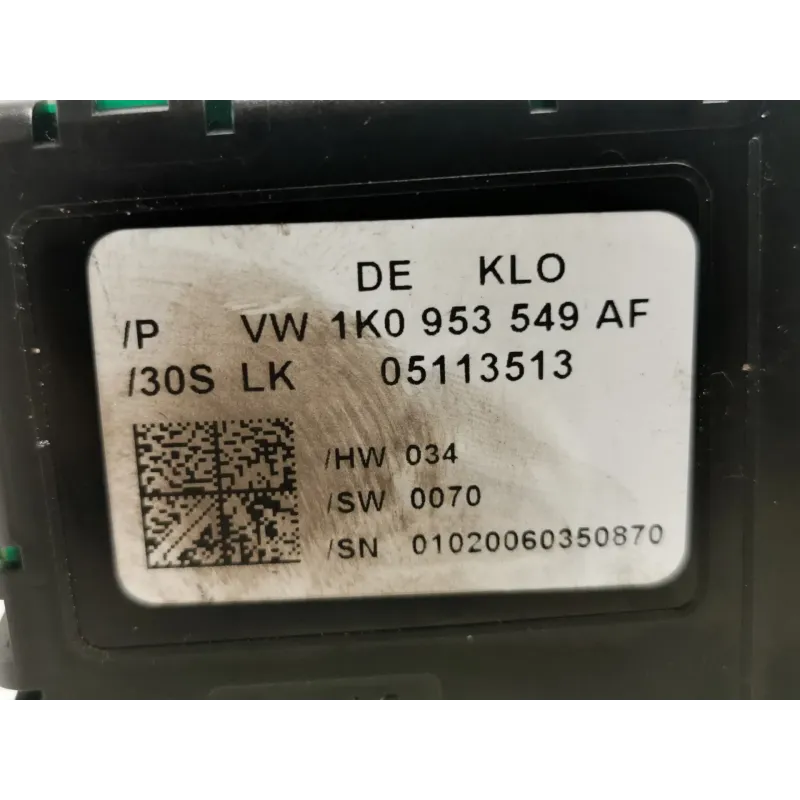 DE KLO
/P VW 1K0 953 549 AF
/30S LK 05113513
/HW 034
/SW 0070
/SN 01020060350870